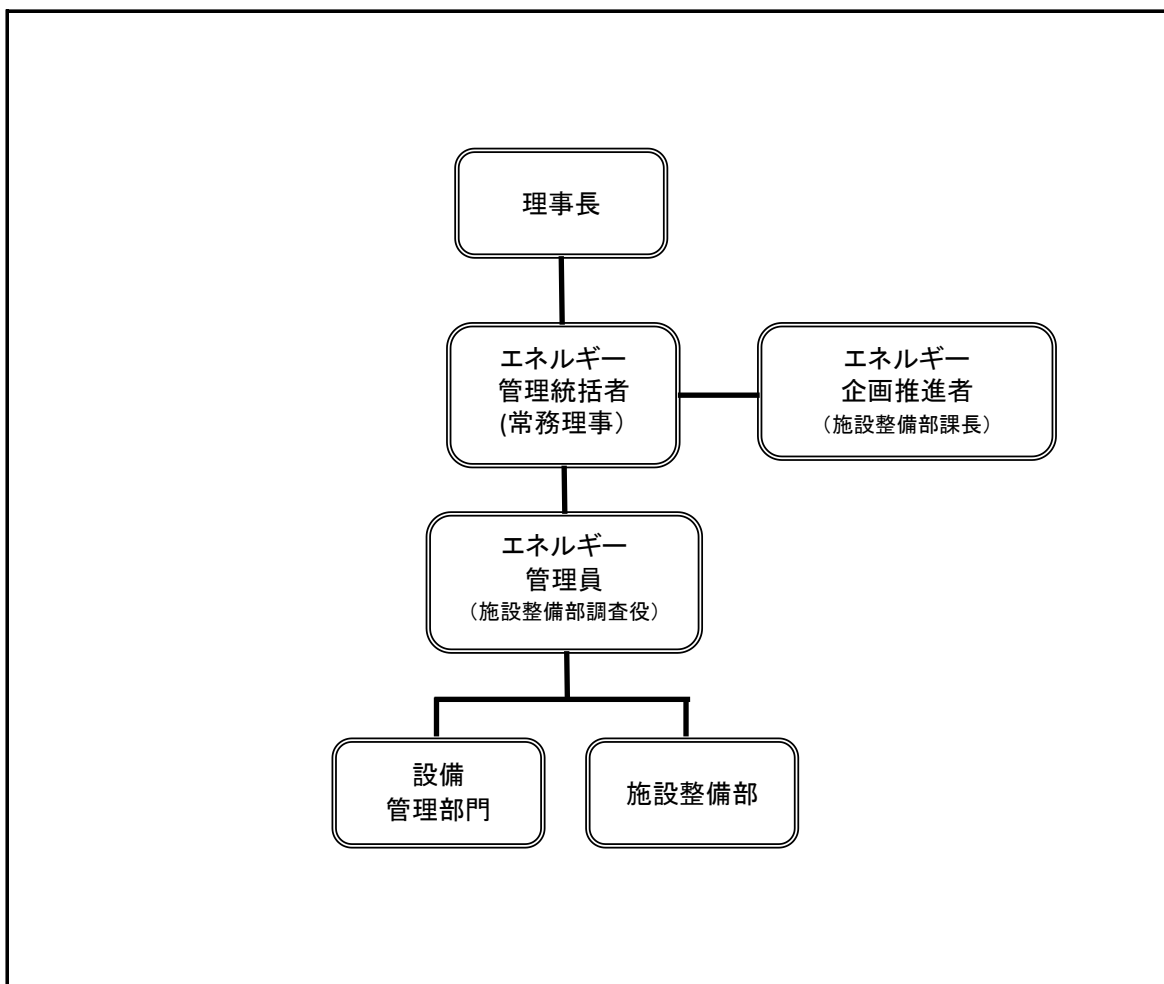 理事長
エネルギー
管理統括者
(常務理事）
エネルギー
企画推進者
（施設整備部課長）
エネルギー
管理員
（施設整備部調査役）
設備
管理部門
施設整備部